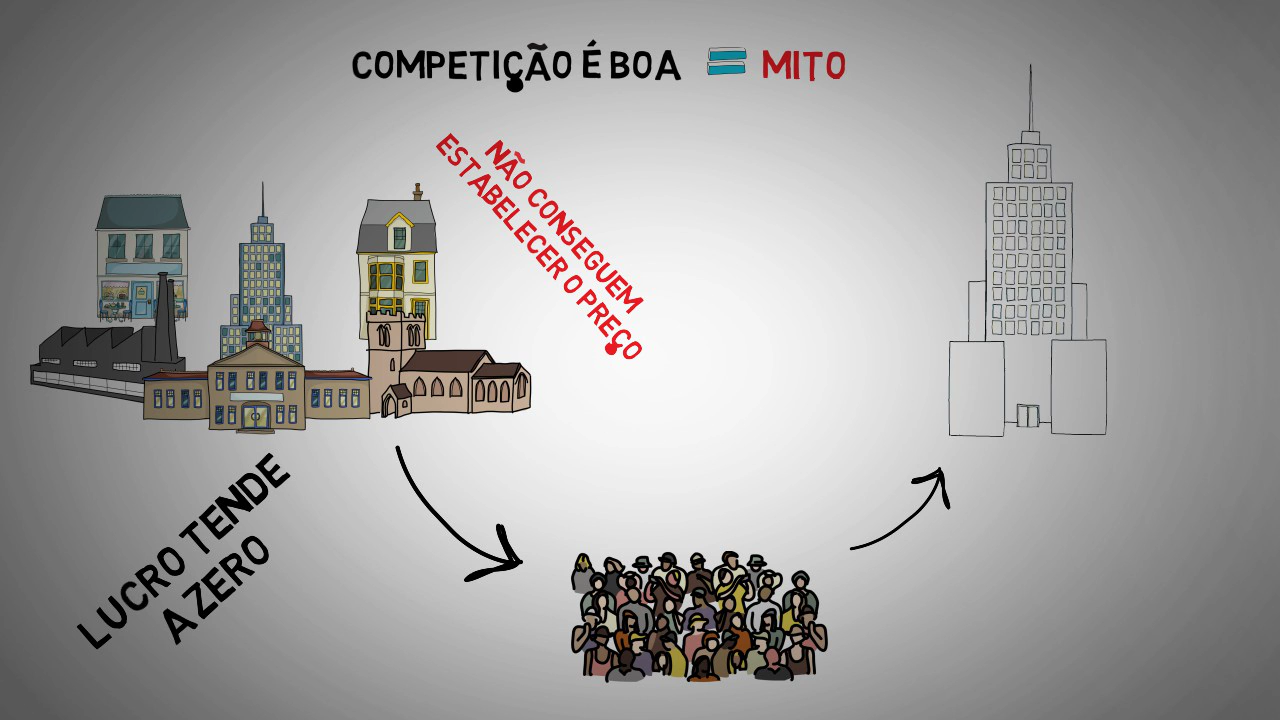 COMPETIÇÃO É BOA = MITO
NÃO CONSEGUEM
ESTABELECER O PREÇO
LUCRO TENDE
A ZERO